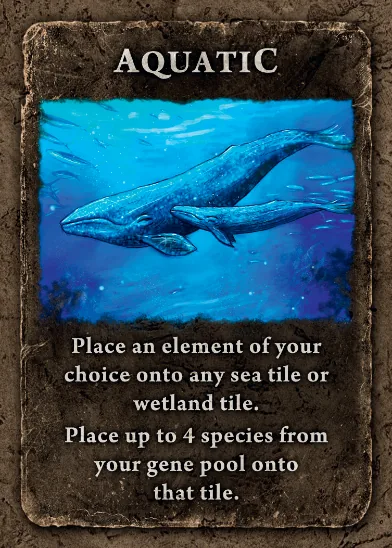 AQUATIC
Place an element of your
choice onto any sea tile or
wetland tile.
Place up to 4 species from
your gene pool onto
that tile.